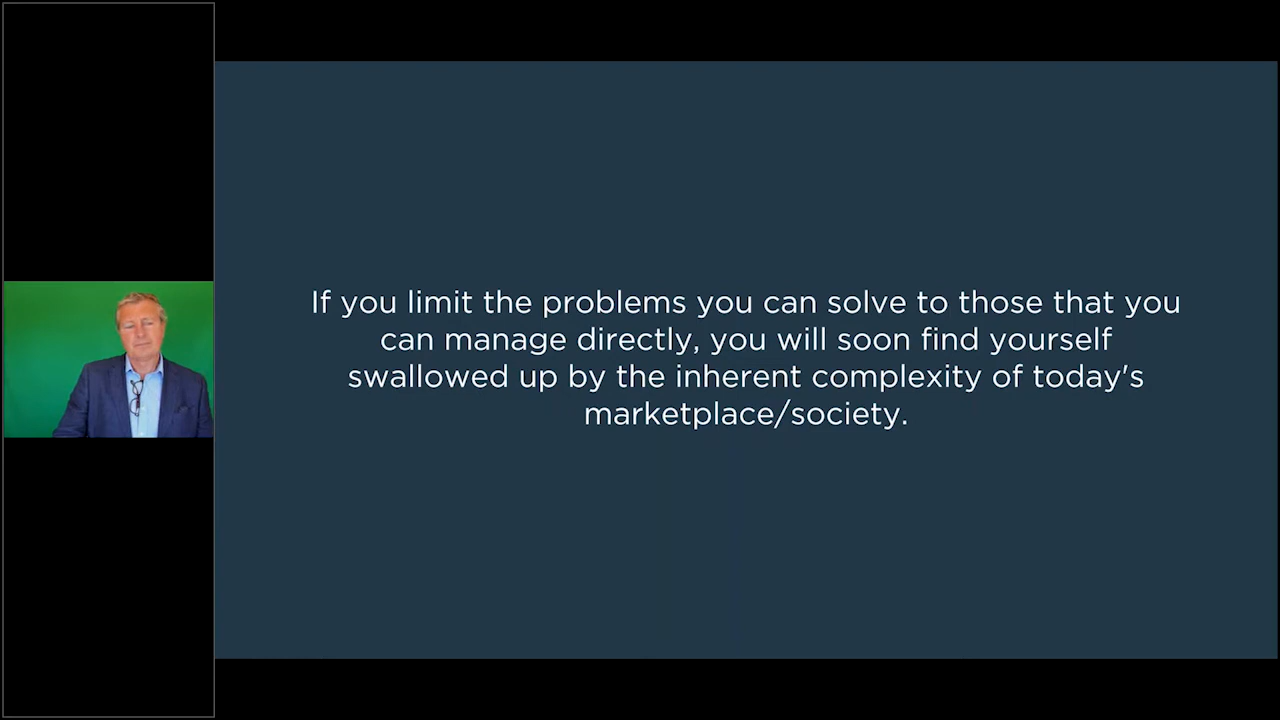 If you limit the problems you can solve to those that you
can manage directly, you will soon find yourself
swallowed up by the inherent complexity of today's
marketplace/society.